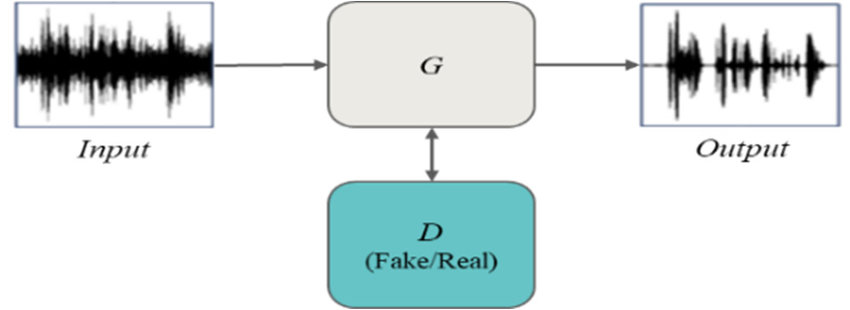 G
Input
Output
D
(Fake/Real)